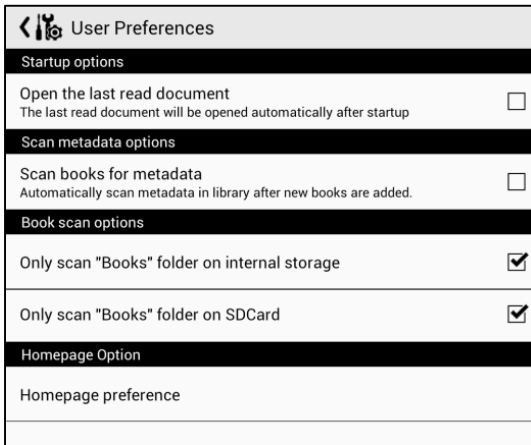 User Preferences
Startup options
Open the last read document
The last read document will be opened automatically after startup
Scan metadata options
Scan books for metadata
Automatically scan metadata in library after new books are added.
Book scan options
Only scan "Books" folder on internal storage
Only scan "Books" folder on SDCard
Homepage Option
Homepage preference